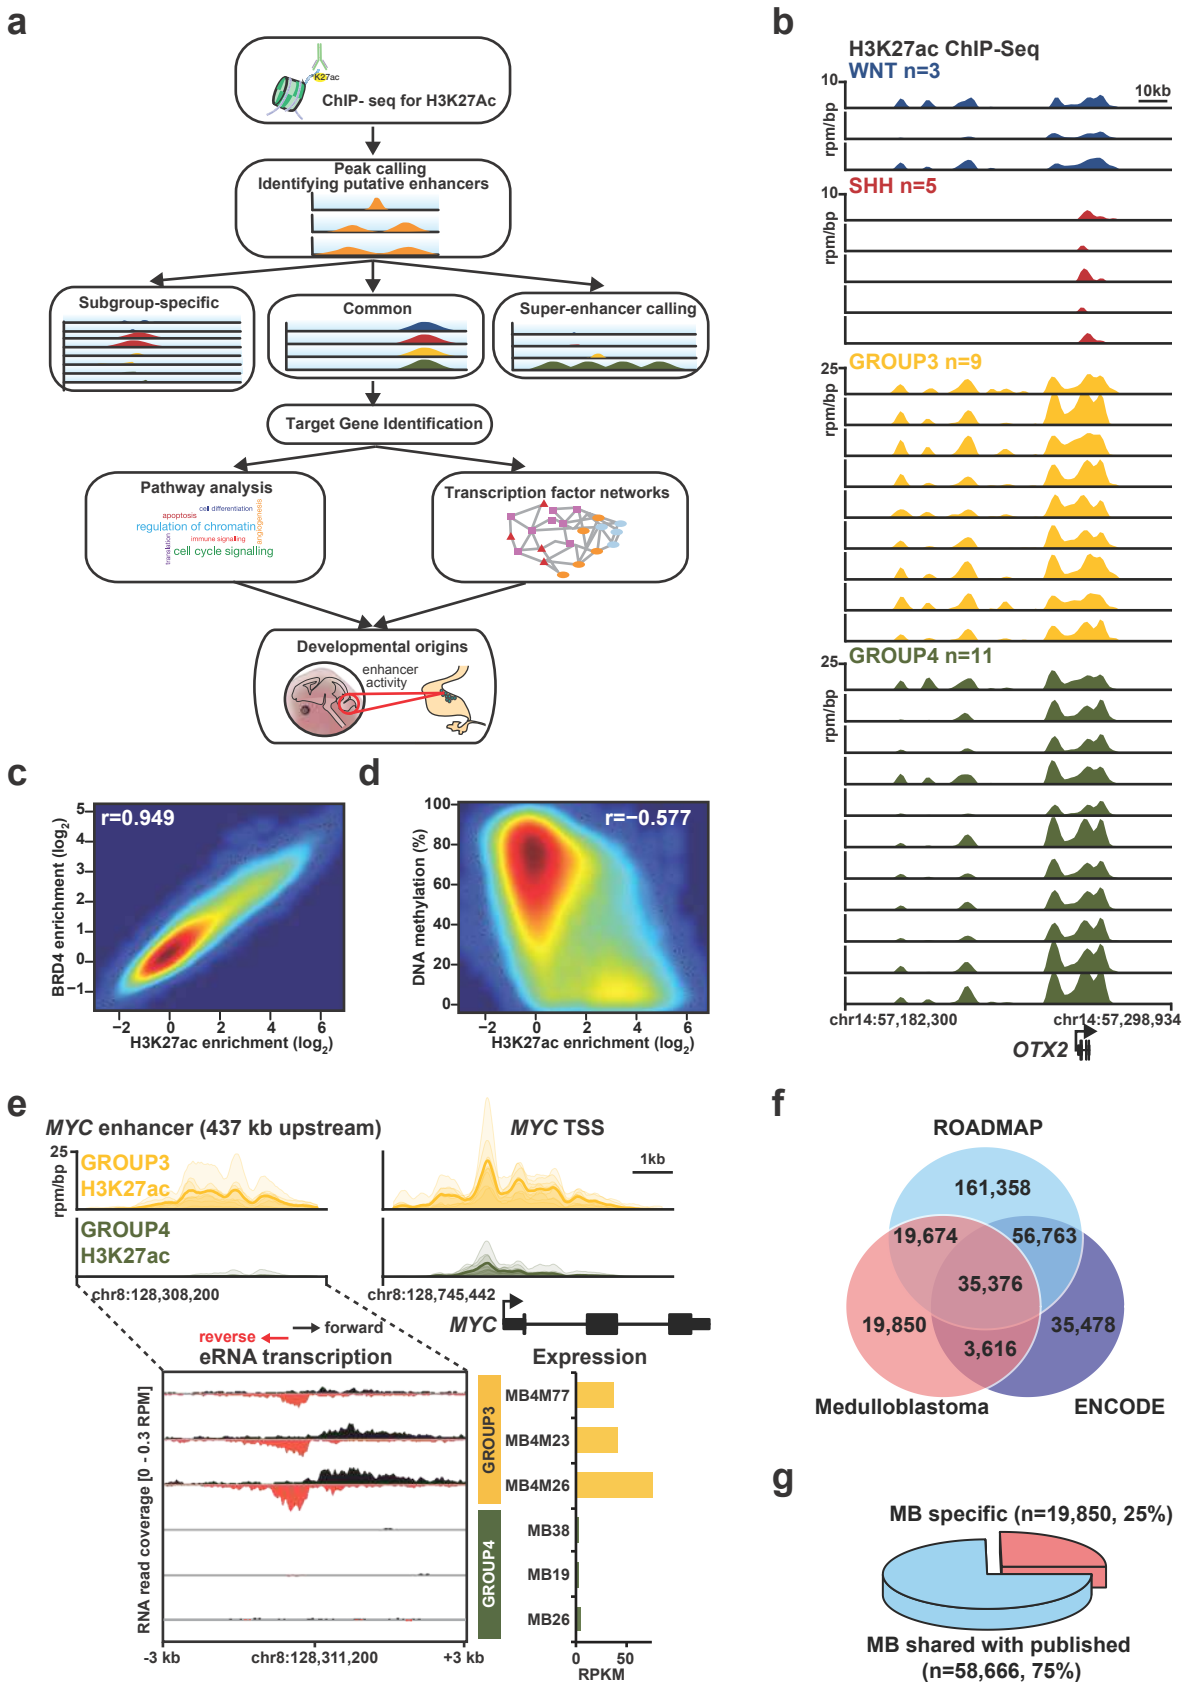 a
K27ac
ChIP- seq for H3K27Ac
Peak calling
Identifying putative enhancers
Subgroup-specific
Common
Super-enhancer calling
Target Gene Identification
Pathway analysis
cell differentiation
apoptosis
regulation of chromatin
angiogenesis
immune signalling
translation
cell cycle signalling
Transcription factor networks
Developmental origins
enhancer
activity
b
H3K27ac ChIP-Seq
WNT n=3
10
rpm/bp
10kb
SHH n=5
10
rpm/bp
GROUP3 n=9
25
rpm/bp
GROUP4 n=11
25
rpm/bp
chr14:57,182,300
chr14:57,298,934
OTX2
c
r=0.949
BRD4 enrichment (log2)
5
4
3
2
1
0
−1
−2 0 2 4 6
H3K27ac enrichment (log2)
d
r=−0.577
DNA methylation (%)
100
80
60
40
20
0
−2 0 2 4 6
H3K27ac enrichment (log2)
e
MYC enhancer (437 kb upstream)
MYC TSS
25
rpm/bp
GROUP3
H3K27ac
1kb
GROUP4
H3K27ac
chr8:128,308,200
chr8:128,745,442
MYC
reverse
forward
eRNA transcription
Expression
RNA read coverage [0 - 0.3 RPM]
GROUP3
MB4M77
MB4M23
MB4M26
GROUP4
MB38
MB19
MB26
-3 kb
chr8:128,311,200
+3 kb
0 50
RPKM
f
ROADMAP
161,358
19,674
56,763
35,376
19,850
35,478
3,616
Medulloblastoma
ENCODE
g
MB specific (n=19,850, 25%)
MB shared with published
(n=58,666, 75%)